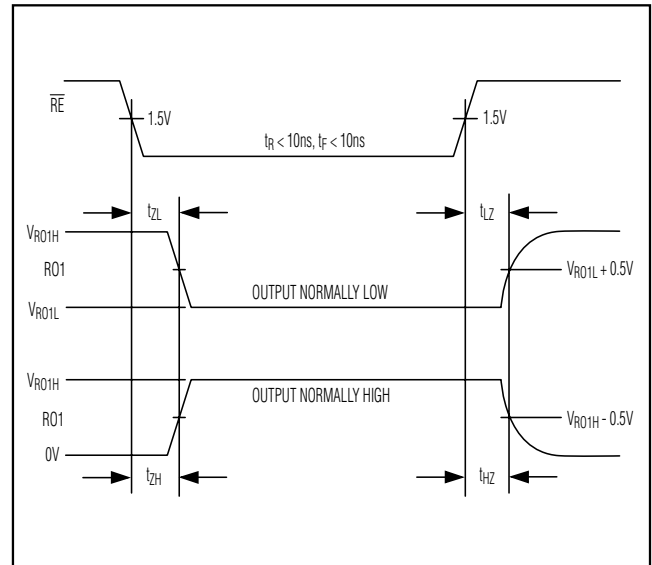 RE
1.5V
1.5V
tR < 10ns, tF < 10ns
tZL
tLZ
VRO1H
RO1
VRO1L + 0.5V
OUTPUT NORMALLY LOW
VRO1L
VRO1H
OUTPUT NORMALLY HIGH
RO1
VRO1H - 0.5V
0V
tZH
tHZ